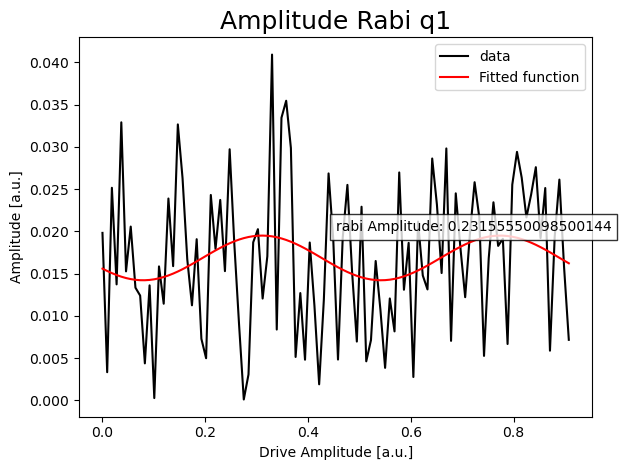 Amplitude Rabi q1
data
Fitted function
rabi Amplitude: 0.23155550098500144
Amplitude [a.u.]
0.040
0.035
0.030
0.025
0.020
0.015
0.010
0.005
0.000
0.0 0.2 0.4 0.6 0.8
Drive Amplitude [a.u.]